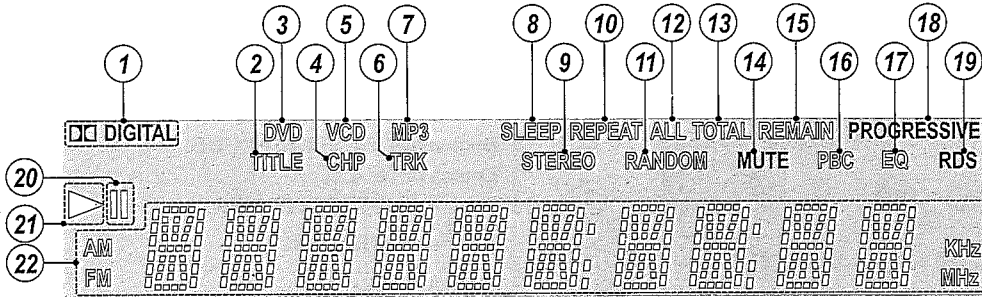 3 5 7 8 10 12 13 15 18
1 2 4 6 9 11 14 16 17 19
DIGITAL DVD VCD MP3 SLEEP REPEAT ALL TOTAL REMAIN PROGRESSIVE
TITLE CHP TRK STEREO RANDOM MUTE PBC EQ RDS
20
21
AM KHz
22
FM MHz